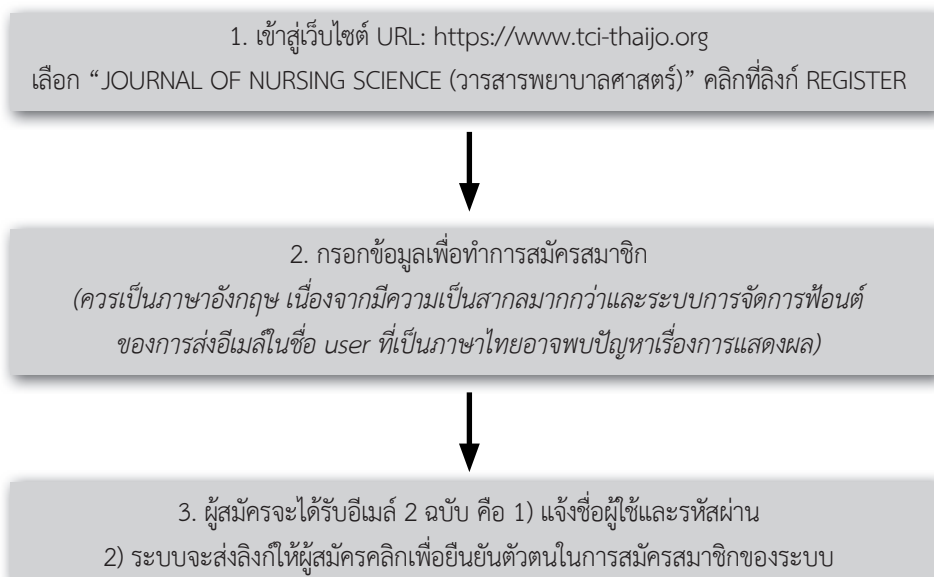 1. เข้าสู่เว็บไซต์ URL: https://www.tci-thaijo.org
เลือก “JOURNAL OF NURSING SCIENCE (วารสารพยาบาลศาสตร์)” คลิกที่ลิงก์ REGISTER
2. กรอกข้อมูลเพื่อทำการสมัครสมาชิก
(ควรเป็นภาษาอังกฤษ เนื่องจากมีความเป็นสากลมากกว่าและระบบการจัดการฟ้อนต์
ของการส่งอีเมล์ในชื่อ user ที่เป็นภาษาไทยอาจพบปัญหาเรื่องการแสดงผล)
3. ผู้สมัครจะได้รับอีเมล์ 2 ฉบับ คือ 1) แจ้งชื่อผู้ใช้และรหัสผ่าน
2) ระบบจะส่งลิงก์ให้ผู้สมัครคลิกเพื่อยืนยันตัวตนในการสมัครสมาชิกของระบบ